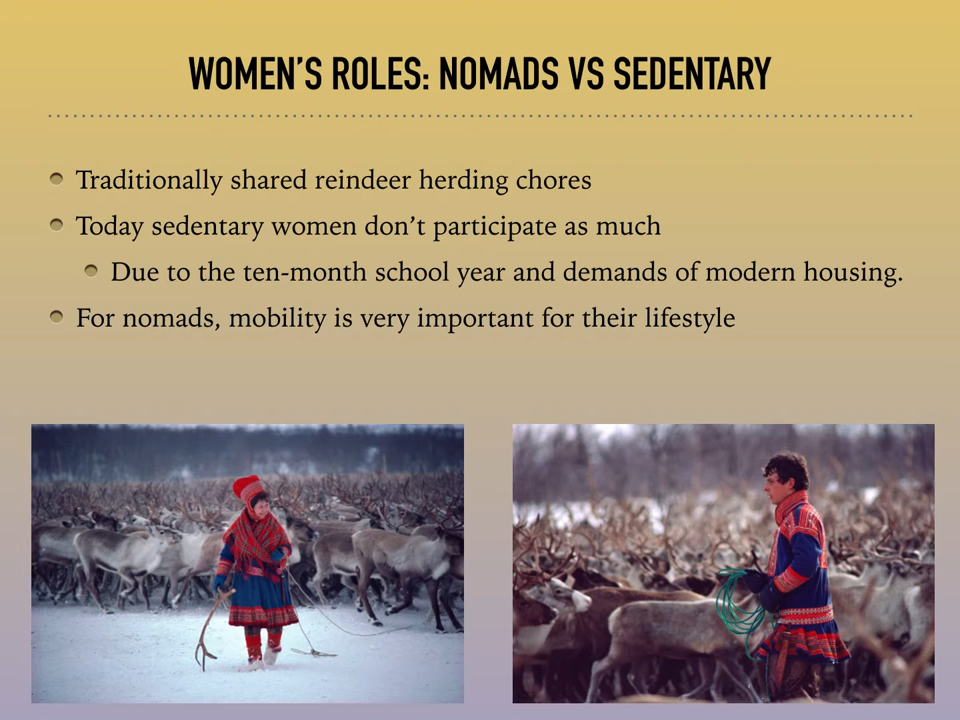 WOMEN’S ROLES: NOMADS VS SEDENTARY
Traditionally shared reindeer herding chores
Today sedentary women don’t participate as much
Due to the ten-month school year and demands of modern housing.
For nomads, mobility is very important for their lifestyle